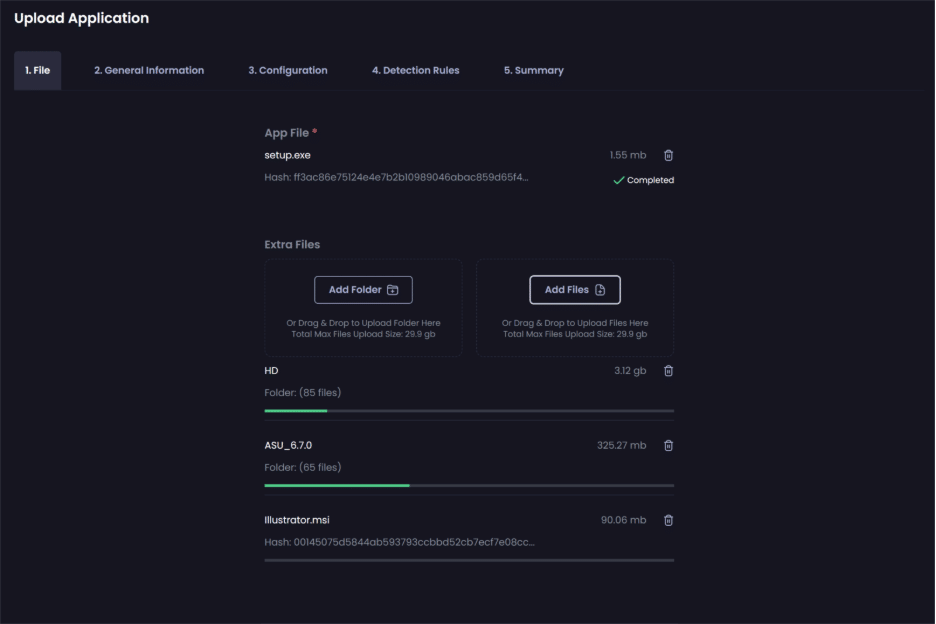 Upload Application
1. File
2. General Information
3. Configuration
4. Detection Rules
5. Summary
App File *
setup.exe
1.55 mb
Hash: ff3ac86e75124e4e7b2b10989046abac859d65f4...
Completed
Extra Files
Add Folder
Or Drag & Drop to Upload Folder Here
Total Max Files Upload Size: 29.9 gb
Add Files
Or Drag & Drop to Upload Files Here
Total Max Files Upload Size: 29.9 gb
HD
3.12 gb
Folder: (85 files)
ASU_6.7.0
325.27 mb
Folder: (65 files)
Illustrator.msi
90.06 mb
Hash: 00145075d5844ab593793ccbbd52cb7ecf7e08cc...